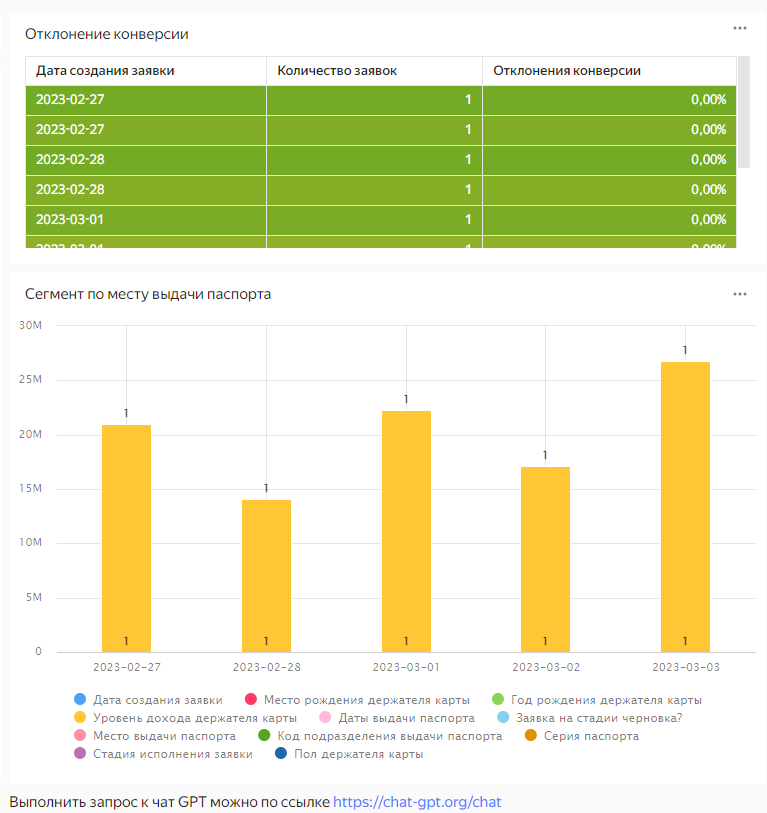 Отклонение конверсии
Дата создания заявки Количество заявок Отклонения конверсии
2023-02-27 1 0,00%
2023-02-27 1 0,00%
2023-02-28 1 0,00%
2023-02-28 1 0,00%
2023-03-01 1 0,00%
2023-03-01 1 0,00%
Сегмент по месту выдачи паспорта
30M
25M
20M
15M
10M
5M
0
1 1 1 1 1
1 1 1 1 1
2023-02-27 2023-02-28 2023-03-01 2023-03-02 2023-03-03
Дата создания заявки Место рождения держателя карты Год рождения держателя карты
Уровень дохода держателя карты Даты выдачи паспорта Заявка на стадии черновка?
Место выдачи паспорта Код подразделения выдачи паспорта Серия паспорта
Стадия исполнения заявки Пол держателя карты
Выполнить запрос к чат GPT можно по ссылке https://chat-gpt.org/chat